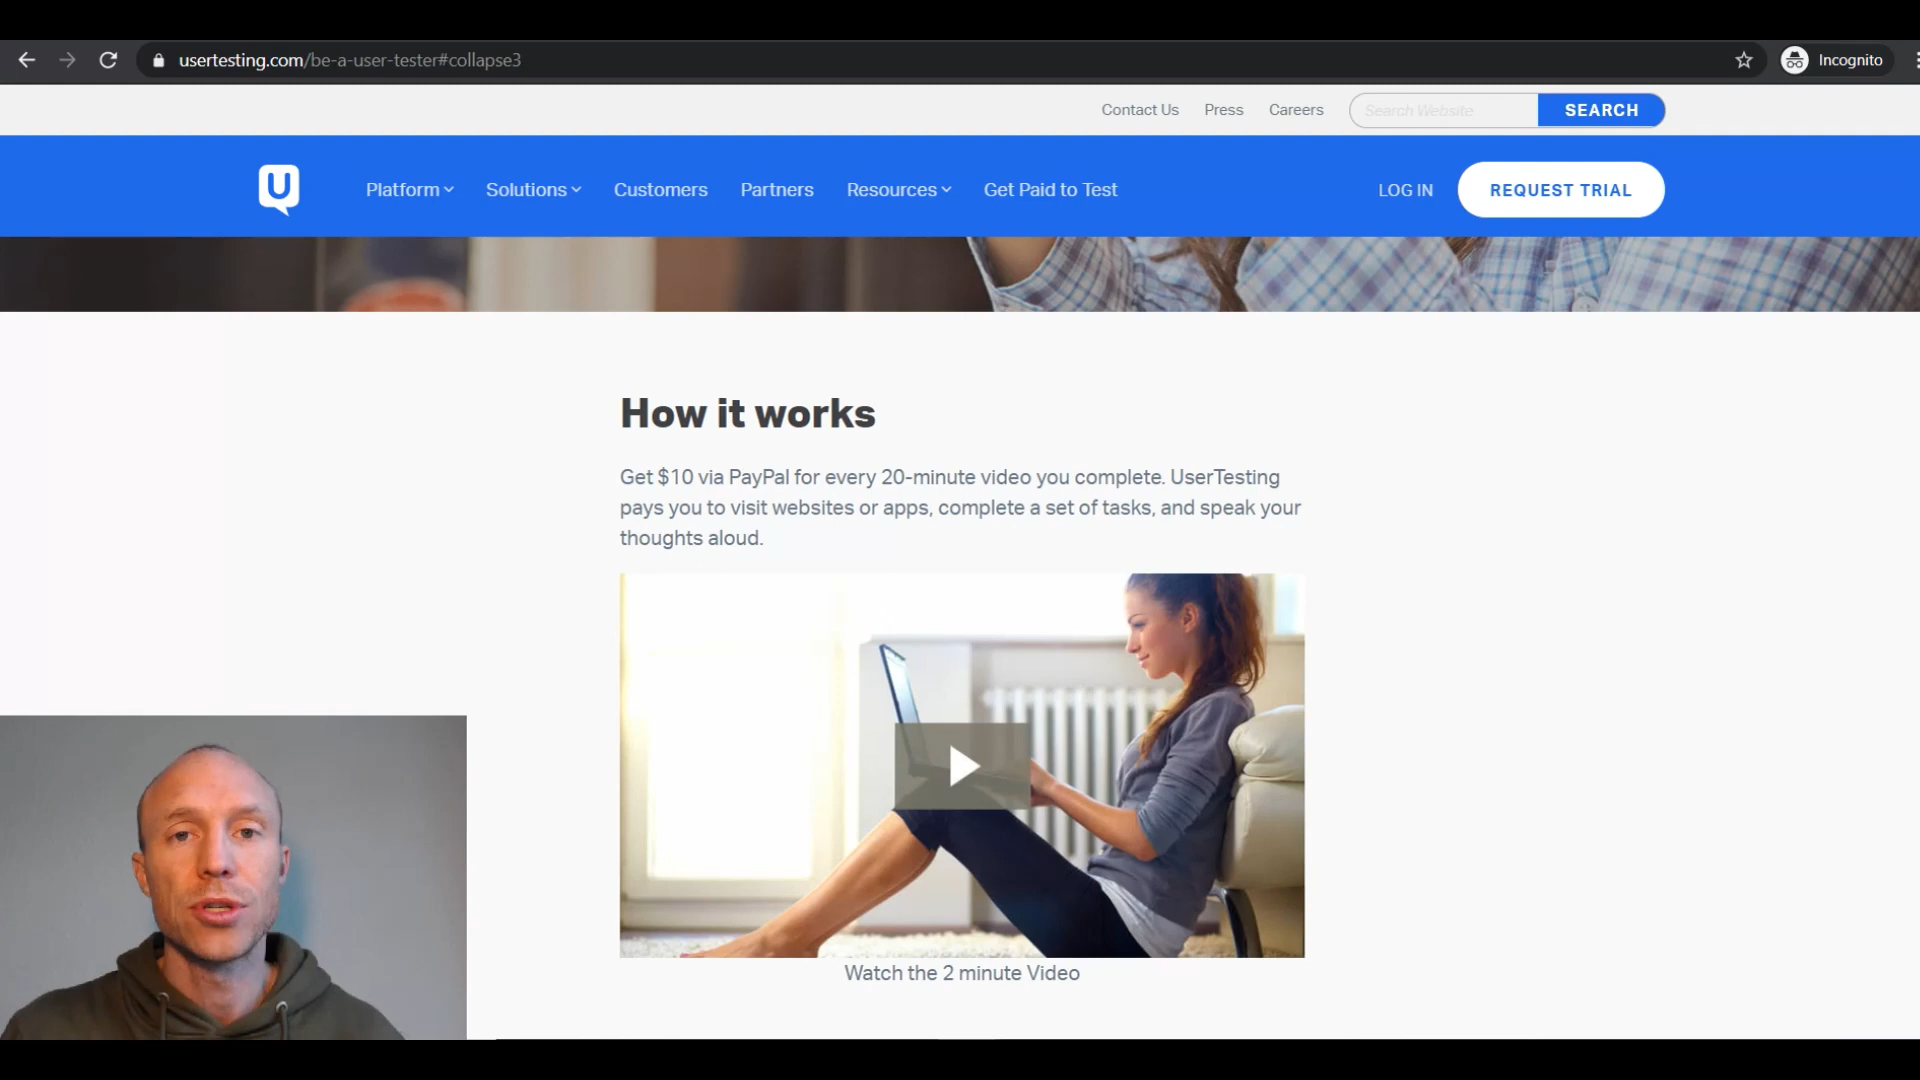 usertesting.com/be-a-user-tester#collapse3
Incognito
Contact Us Press Careers Search Website SEARCH
U Platform Solutions Customers Partners Resources Get Paid to Test LOG IN REQUEST TRIAL
How it works
Get $10 via PayPal for every 20-minute video you complete. UserTesting
pays you to visit websites or apps, complete a set of tasks, and speak your
thoughts aloud.
Watch the 2 minute Video